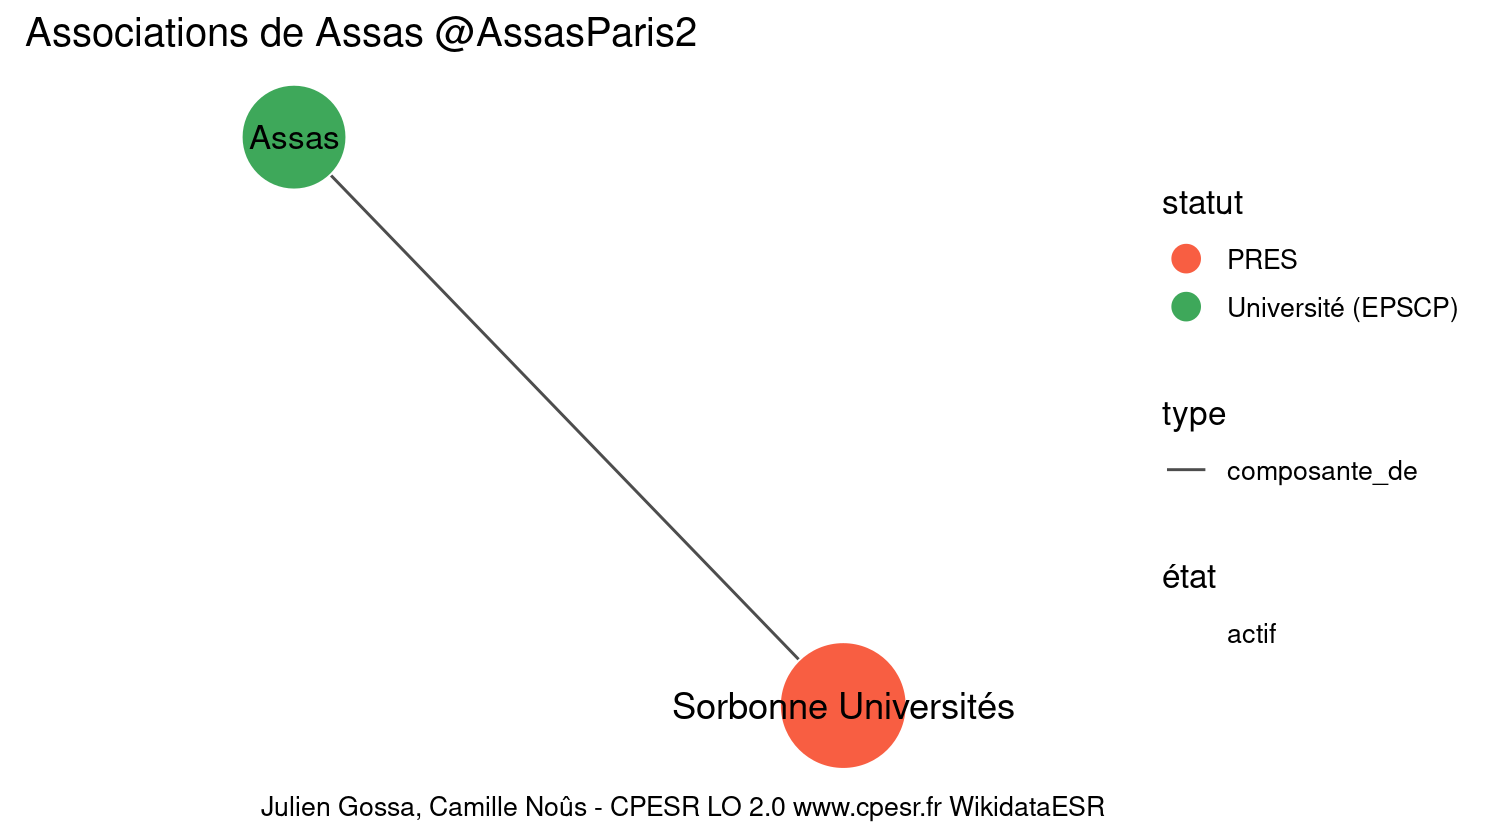 Associations de Assas @AssasParis2
Assas
Sorbonne Universités
statut
PRES
Université (EPSCP)
type
composante_de
état
actif
Julien Gossa, Camille Noûs - CPESR LO 2.0 www.cpesr.fr WikidataESR